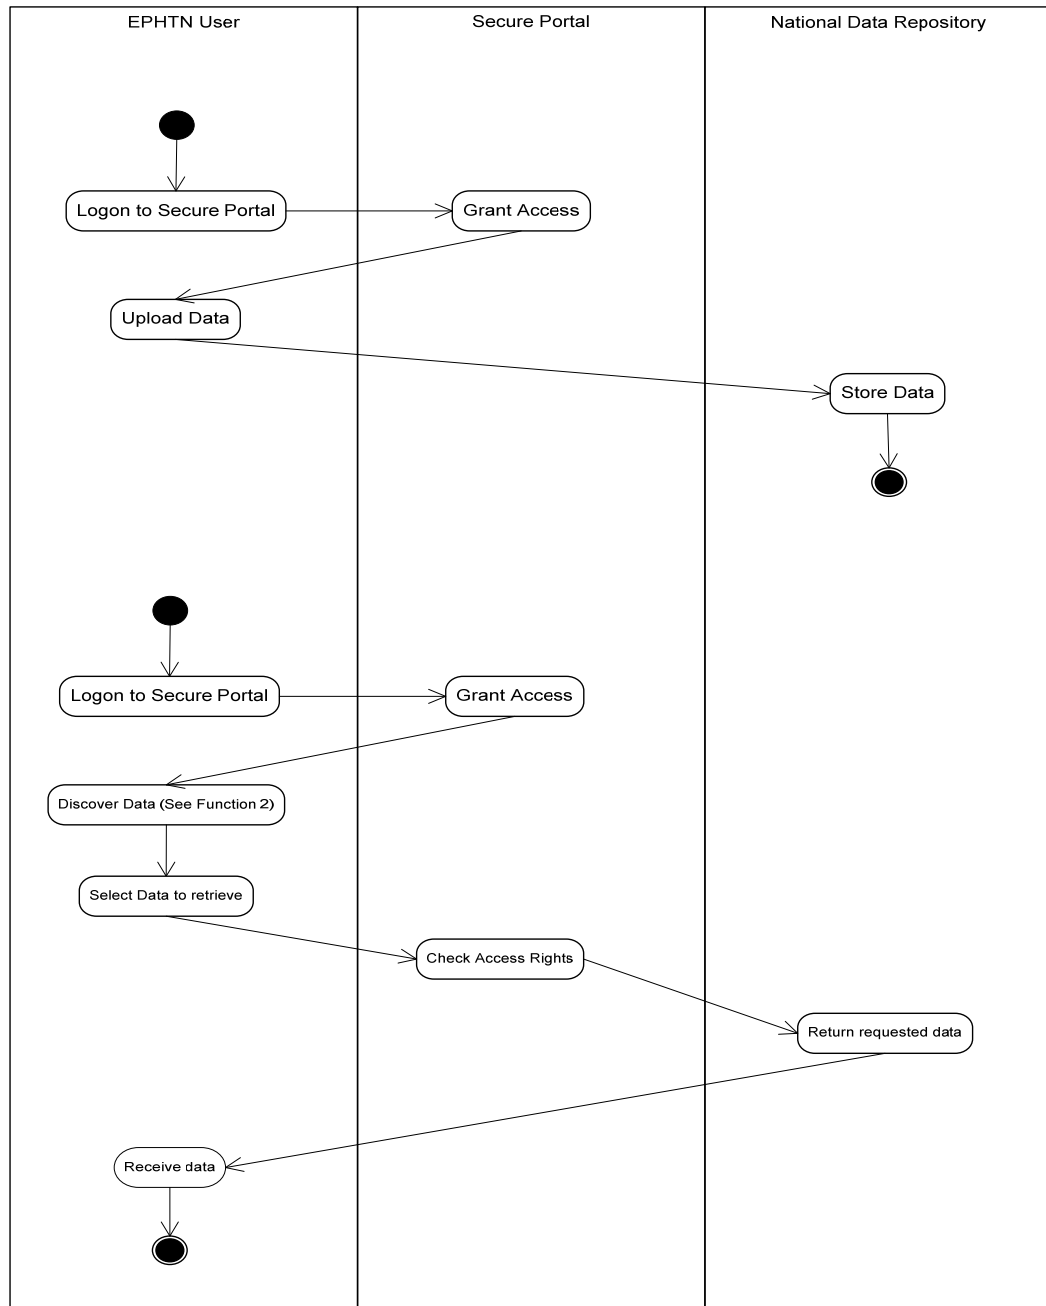 EPHTN User
Secure Portal
National Data Repository
Logon to Secure Portal
Grant Access
Upload Data
Store Data
Logon to Secure Portal
Grant Access
Discover Data (See Function 2)
Select Data to retrieve
Check Access Rights
Return requested data
Receive data